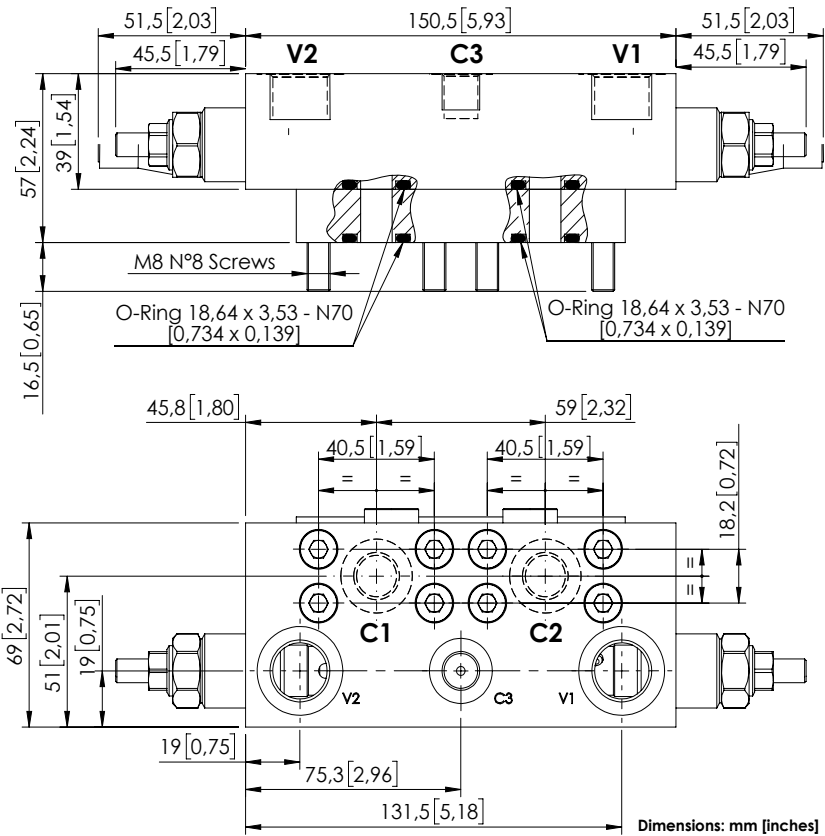 51,5[2,03]
150,5[5,93]
51,5[2,03]
45,5[1,79]
V2
C3
V1
45,5[1,79]
57[2,24]
39[1,54]
M8 N°8 Screws
16,5[0,65]
O-Ring 18,64 x 3,53 - N70
[0,734 x 0,139]
O-Ring 18,64 x 3,53 - N70
[0,734 x 0,139]
45,8[1,80]
59[2,32]
40,5[1,59]
40,5[1,59]
= =
= =
18,2[0,72]
=
=
69[2,72]
51[2,01]
19[0,75]
C1
C2
V2
C3
V1
19[0,75]
75,3[2,96]
131,5[5,18]
Dimensions: mm [inches]